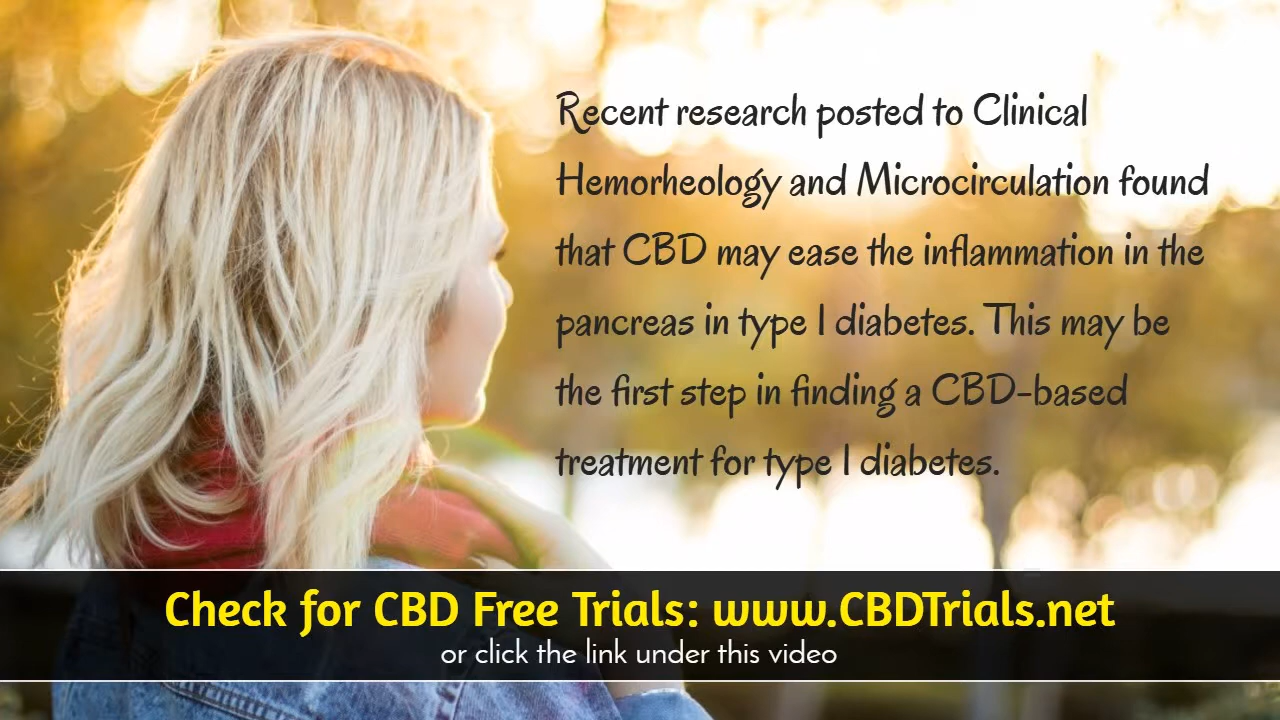 Recent research posted to Clinical
Hemorheology and Microcirculation found
that CBD may ease the inflammation in the
pancreas in type 1 diabetes. This may be
the first step in finding a CBD-based
treatment for type 1 diabetes.
Check for CBD Free Trials: www.CBDTrials.net
or click the link under this video